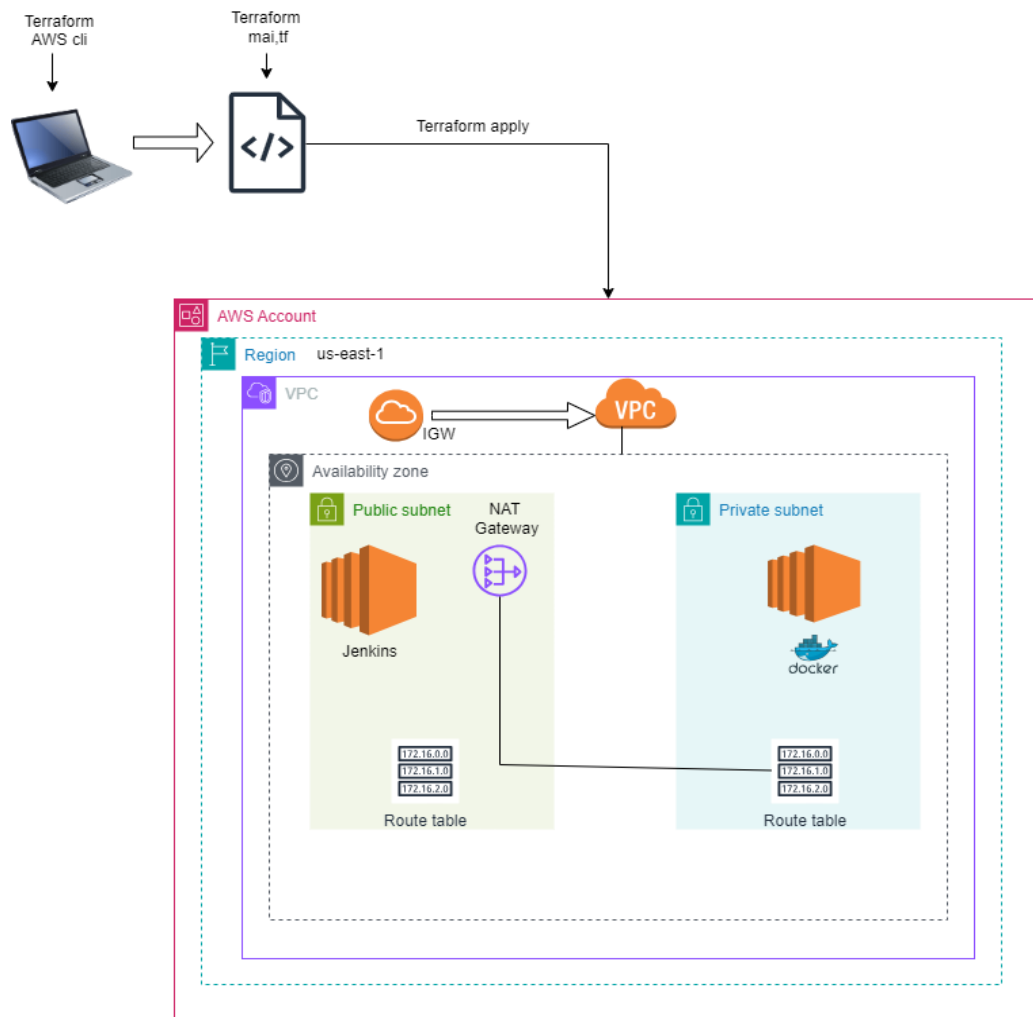 Terraform
AWS cli
Terraform
mai,tf
Terraform apply
AWS Account
Region us-east-1
VPC
IGW
VPC
Availability zone
Public subnet
NAT
Gateway
Private subnet
Jenkins
docker
172.16.0.0
172.16.1.0
172.16.2.0
Route table
172.16.0.0
172.16.1.0
172.16.2.0
Route table